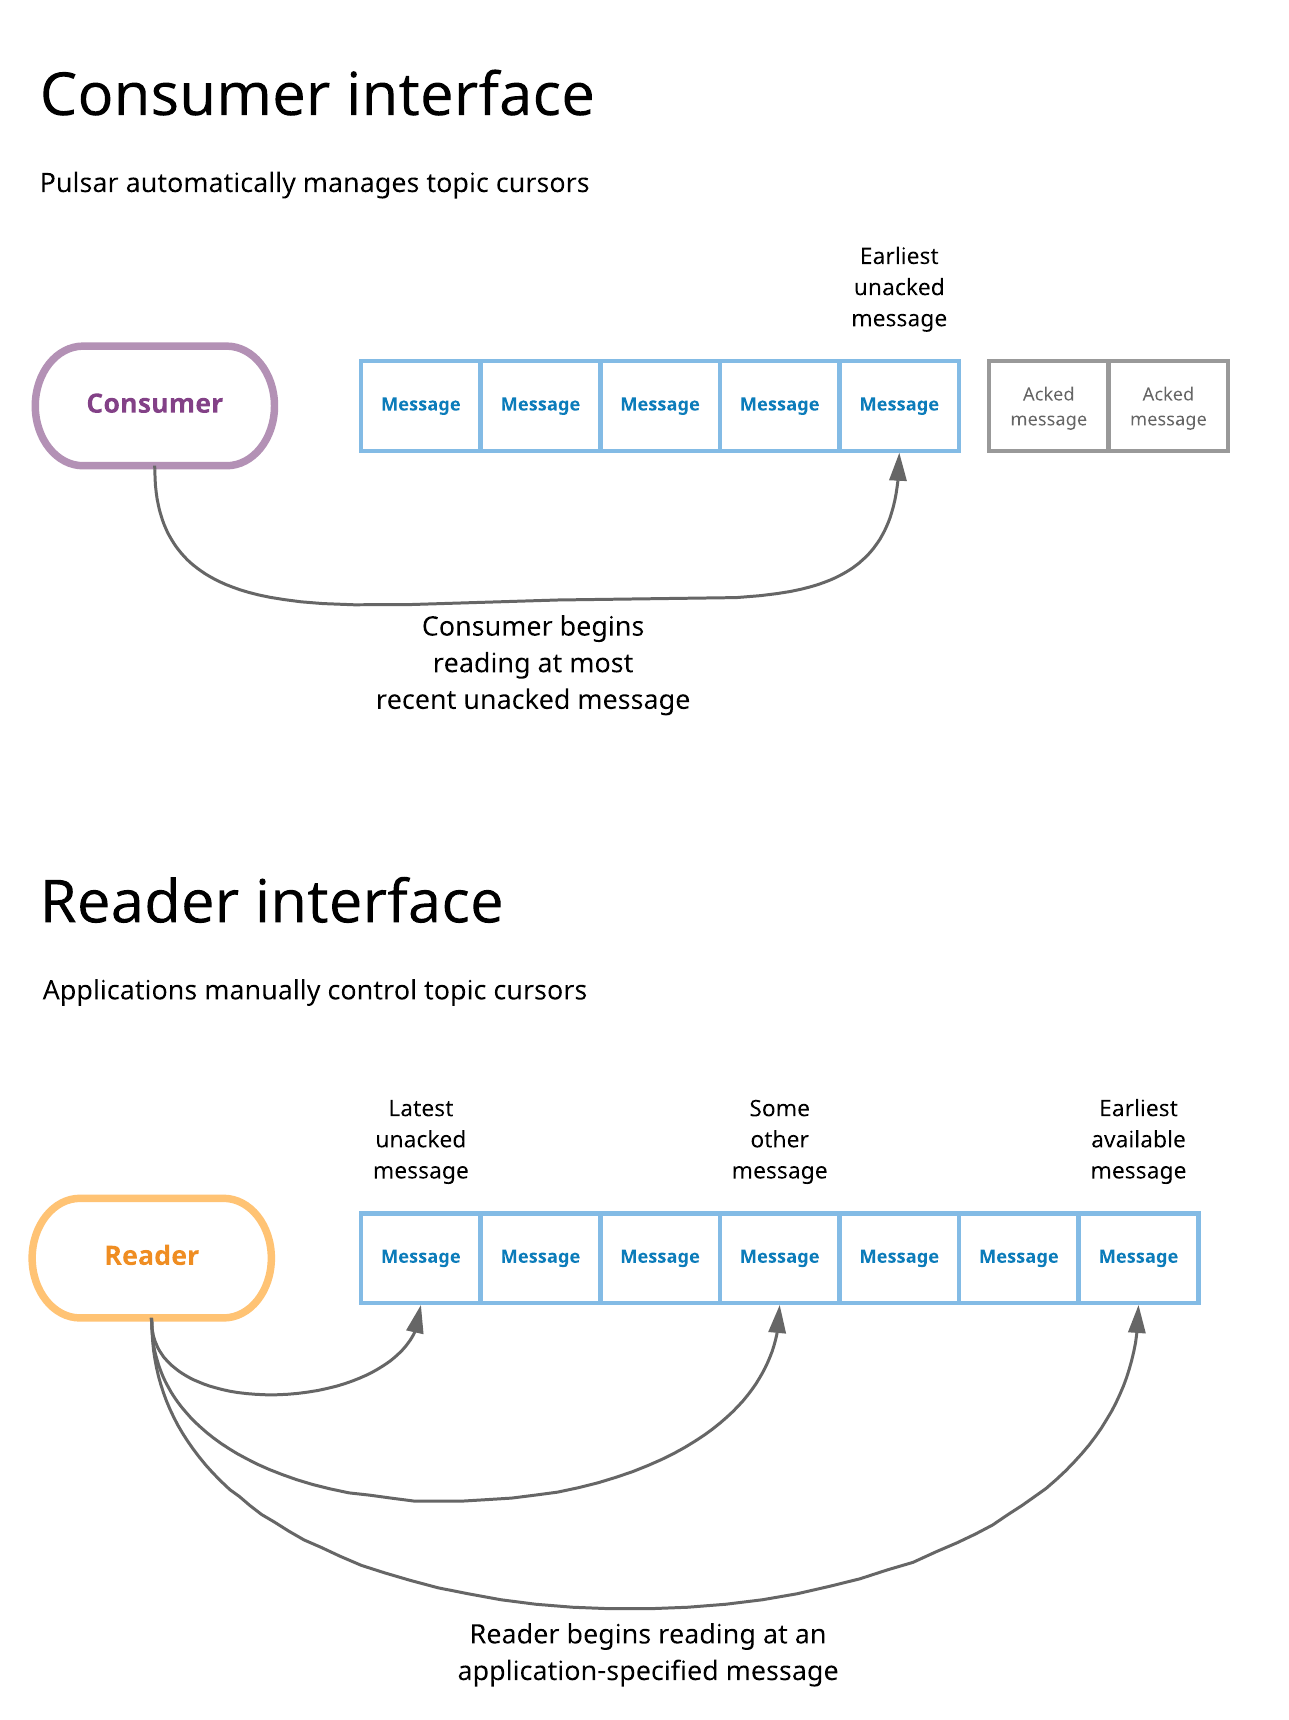 Consumer interface
Pulsar automatically manages topic cursors
Earliest
unacked
message
Consumer
Message Message Message Message Message
Acked
message
Acked
message
Consumer begins
reading at most
recent unacked message
Reader interface
Applications manually control topic cursors
Latest
unacked
message
Some
other
message
Earliest
available
message
Reader
Message Message Message Message Message Message Message
Reader begins reading at an
application-specified message